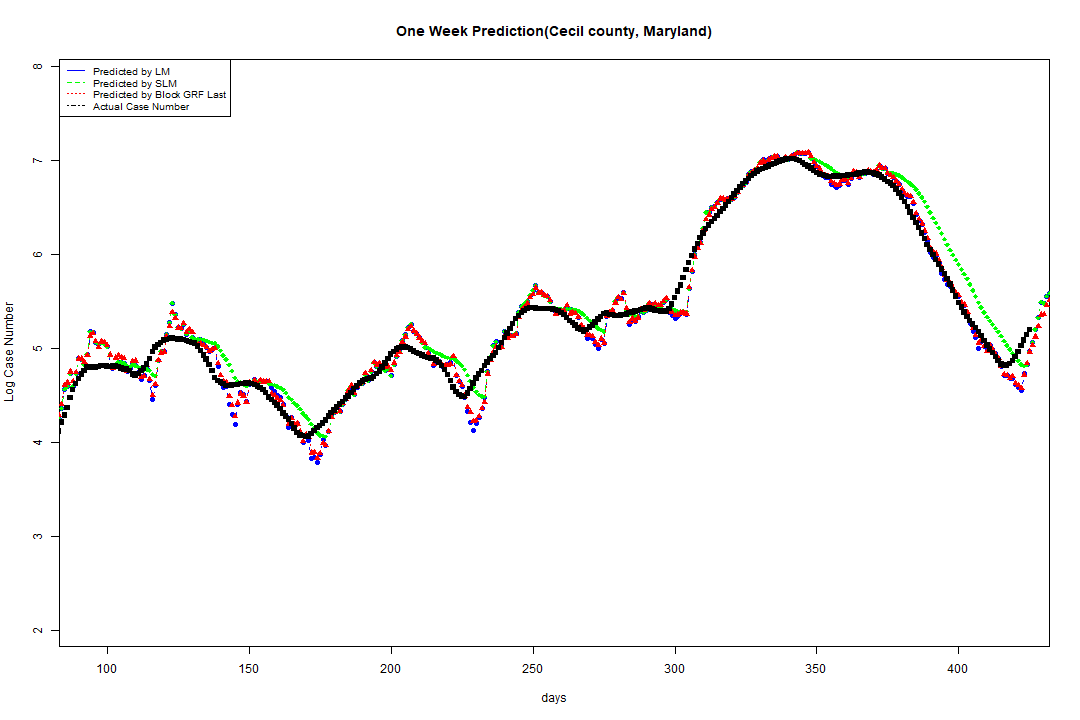 One Week Prediction(Cecil county, Maryland)
Predicted by LM
Predicted by SLM
Predicted by Block GRF Last
Actual Case Number
8
7
6
5
4
3
2
Log Case Number
100 150 200 250 300 350 400
days